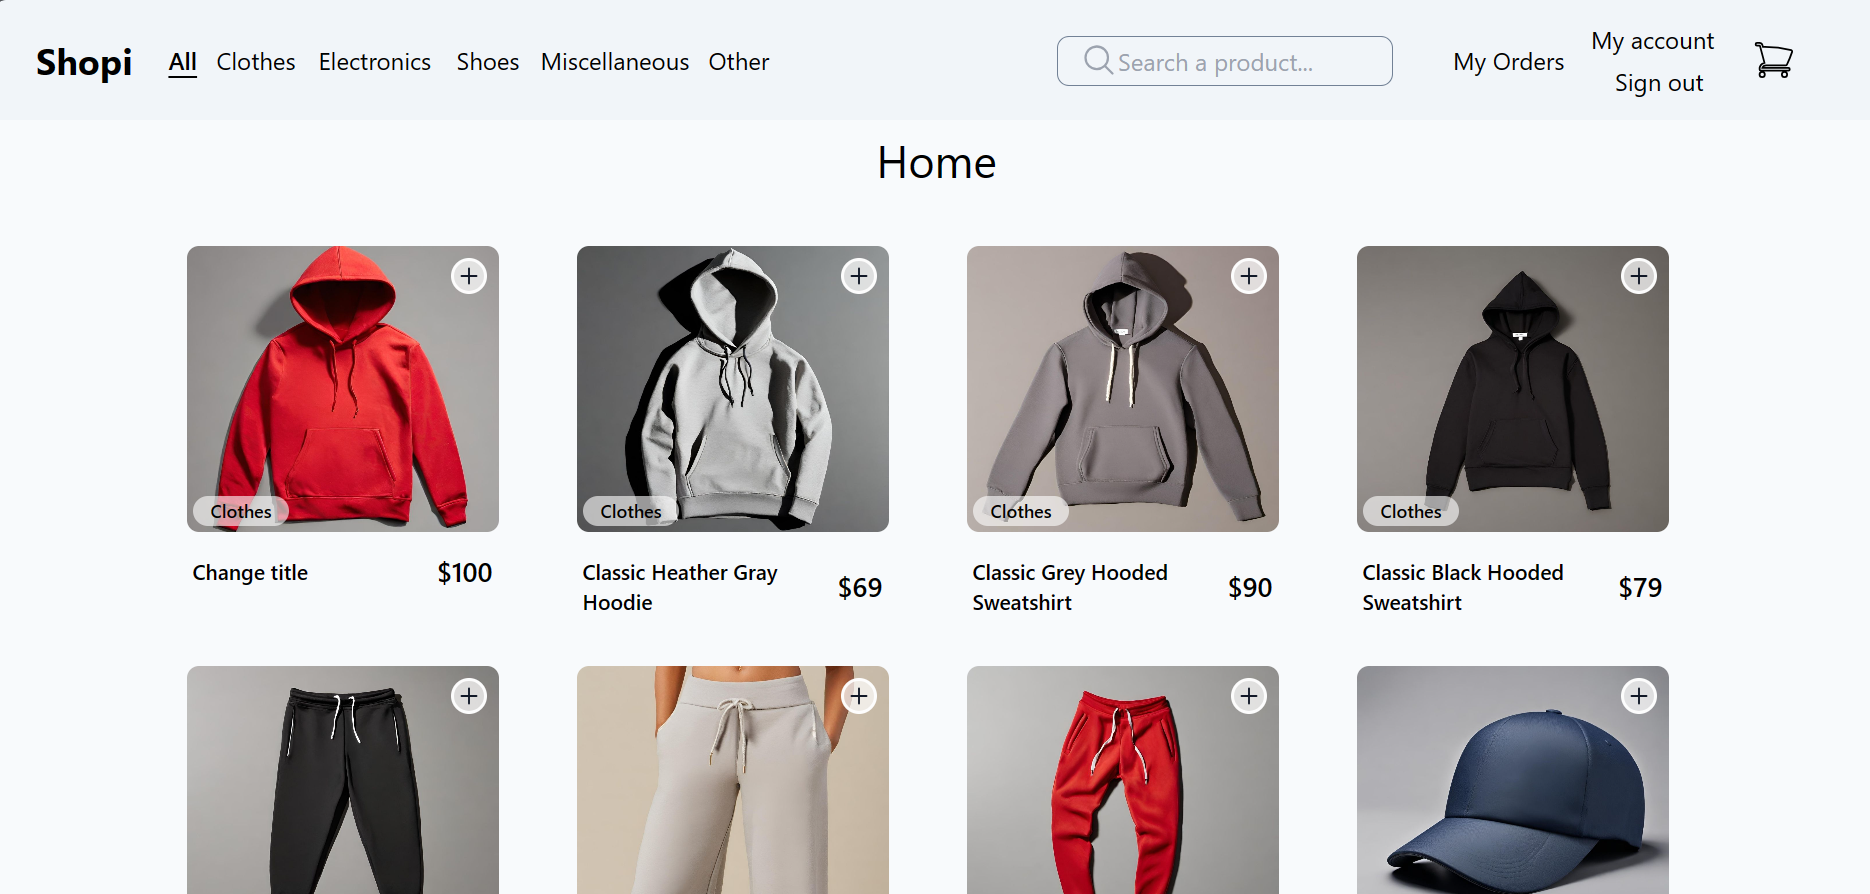 Shopi
All Clothes Electronics Shoes Miscellaneous Other
Search a product...
My Orders
My account
Sign out
Home
Clothes
Clothes
Clothes
Clothes
Change title $100
Classic Heather Gray
Hoodie
$69
Classic Grey Hooded
Sweatshirt
$90
Classic Black Hooded
Sweatshirt
$79